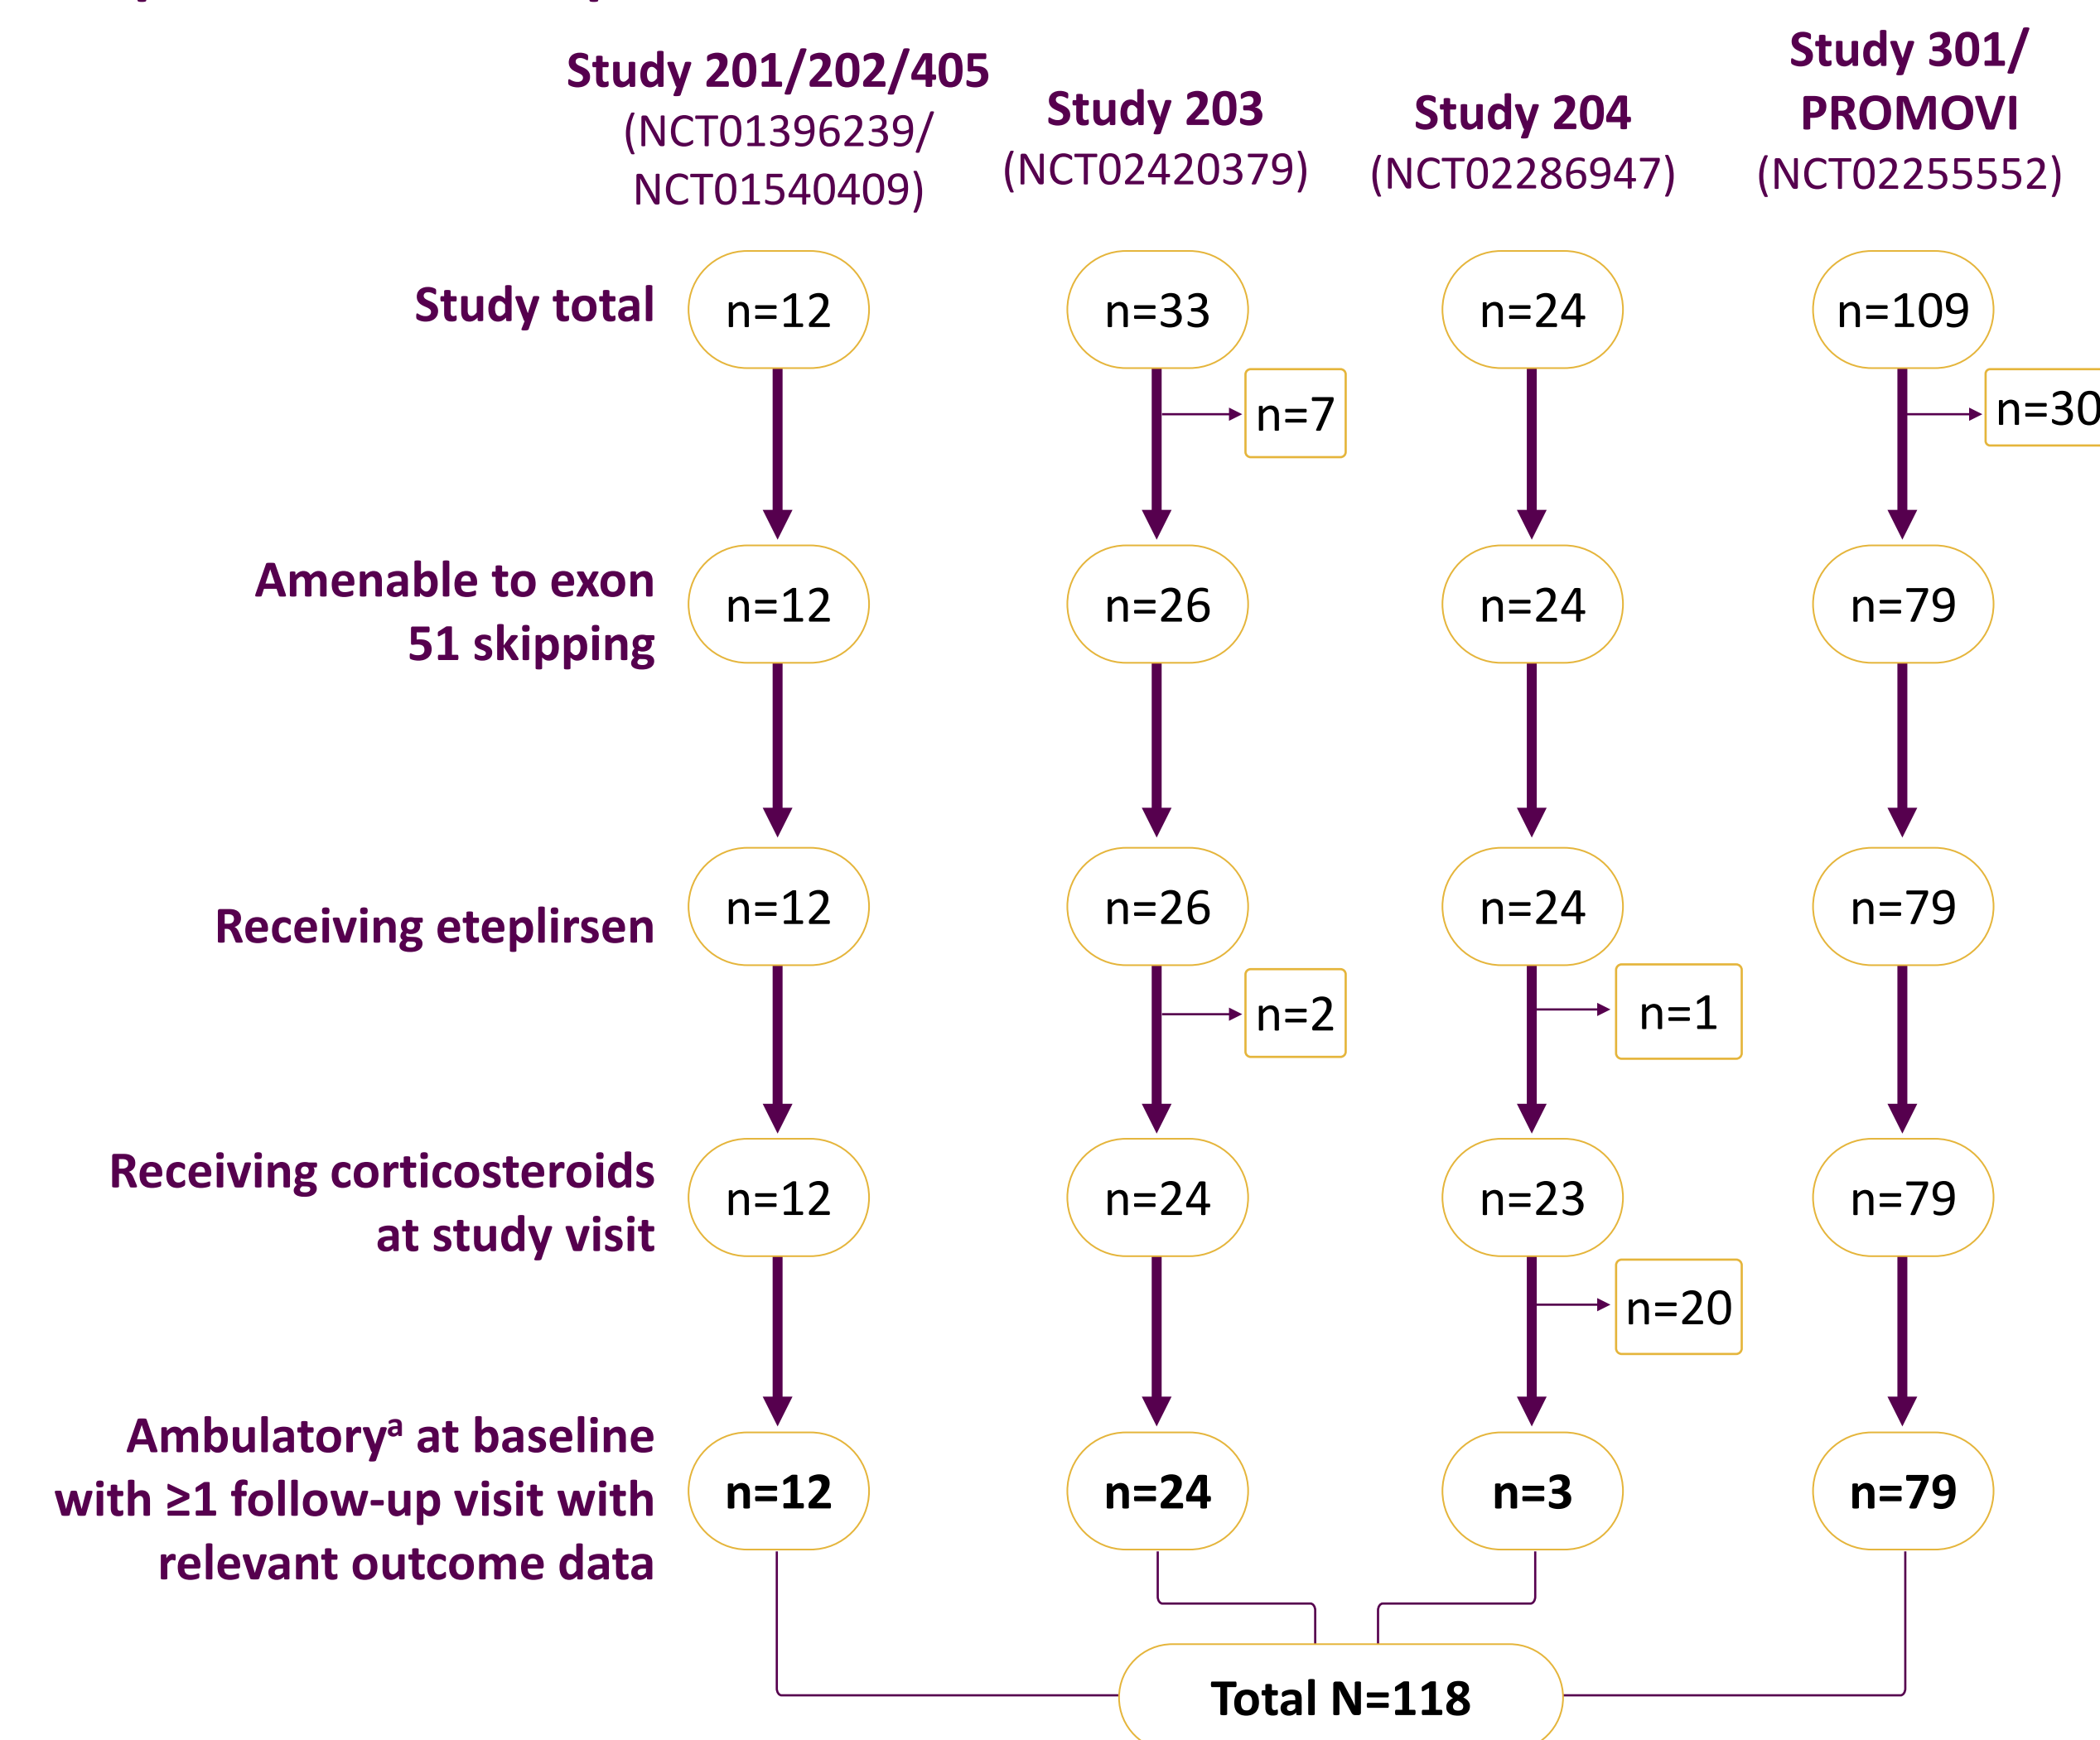 Study 201/202/405
(NCT01396239/
NCT01540409)
Study 203
(NCT02420379)
Study 204
(NCT02286947)
Study 301/
PROMOVI
(NCT02255552)
Study total
n=12
n=33
n=24
n=109
n=7
n=30
Amenable to exon
51 skipping
n=12
n=26
n=24
n=79
Receiving eteplirsen
n=12
n=26
n=24
n=79
n=2
n=1
Receiving corticosteroids
at study visit
n=12
n=24
n=23
n=79
n=20
Ambulatoryᵃ at baseline
with ≥1 follow-up visit with
relevant outcome data
n=12
n=24
n=3
n=79
Total N=118